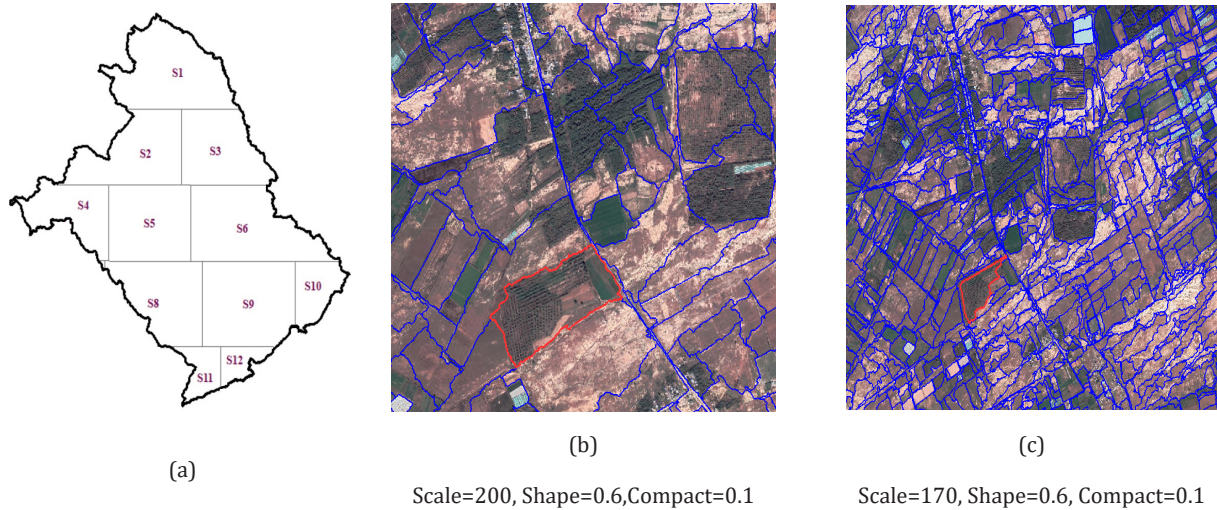 S1
S2
S3
S4
S5
S6
S8
S9
S10
S11
S12
(a)
(b)
(c)
Scale=200, Shape=0.6,Compact=0.1
Scale=170, Shape=0.6, Compact=0.1